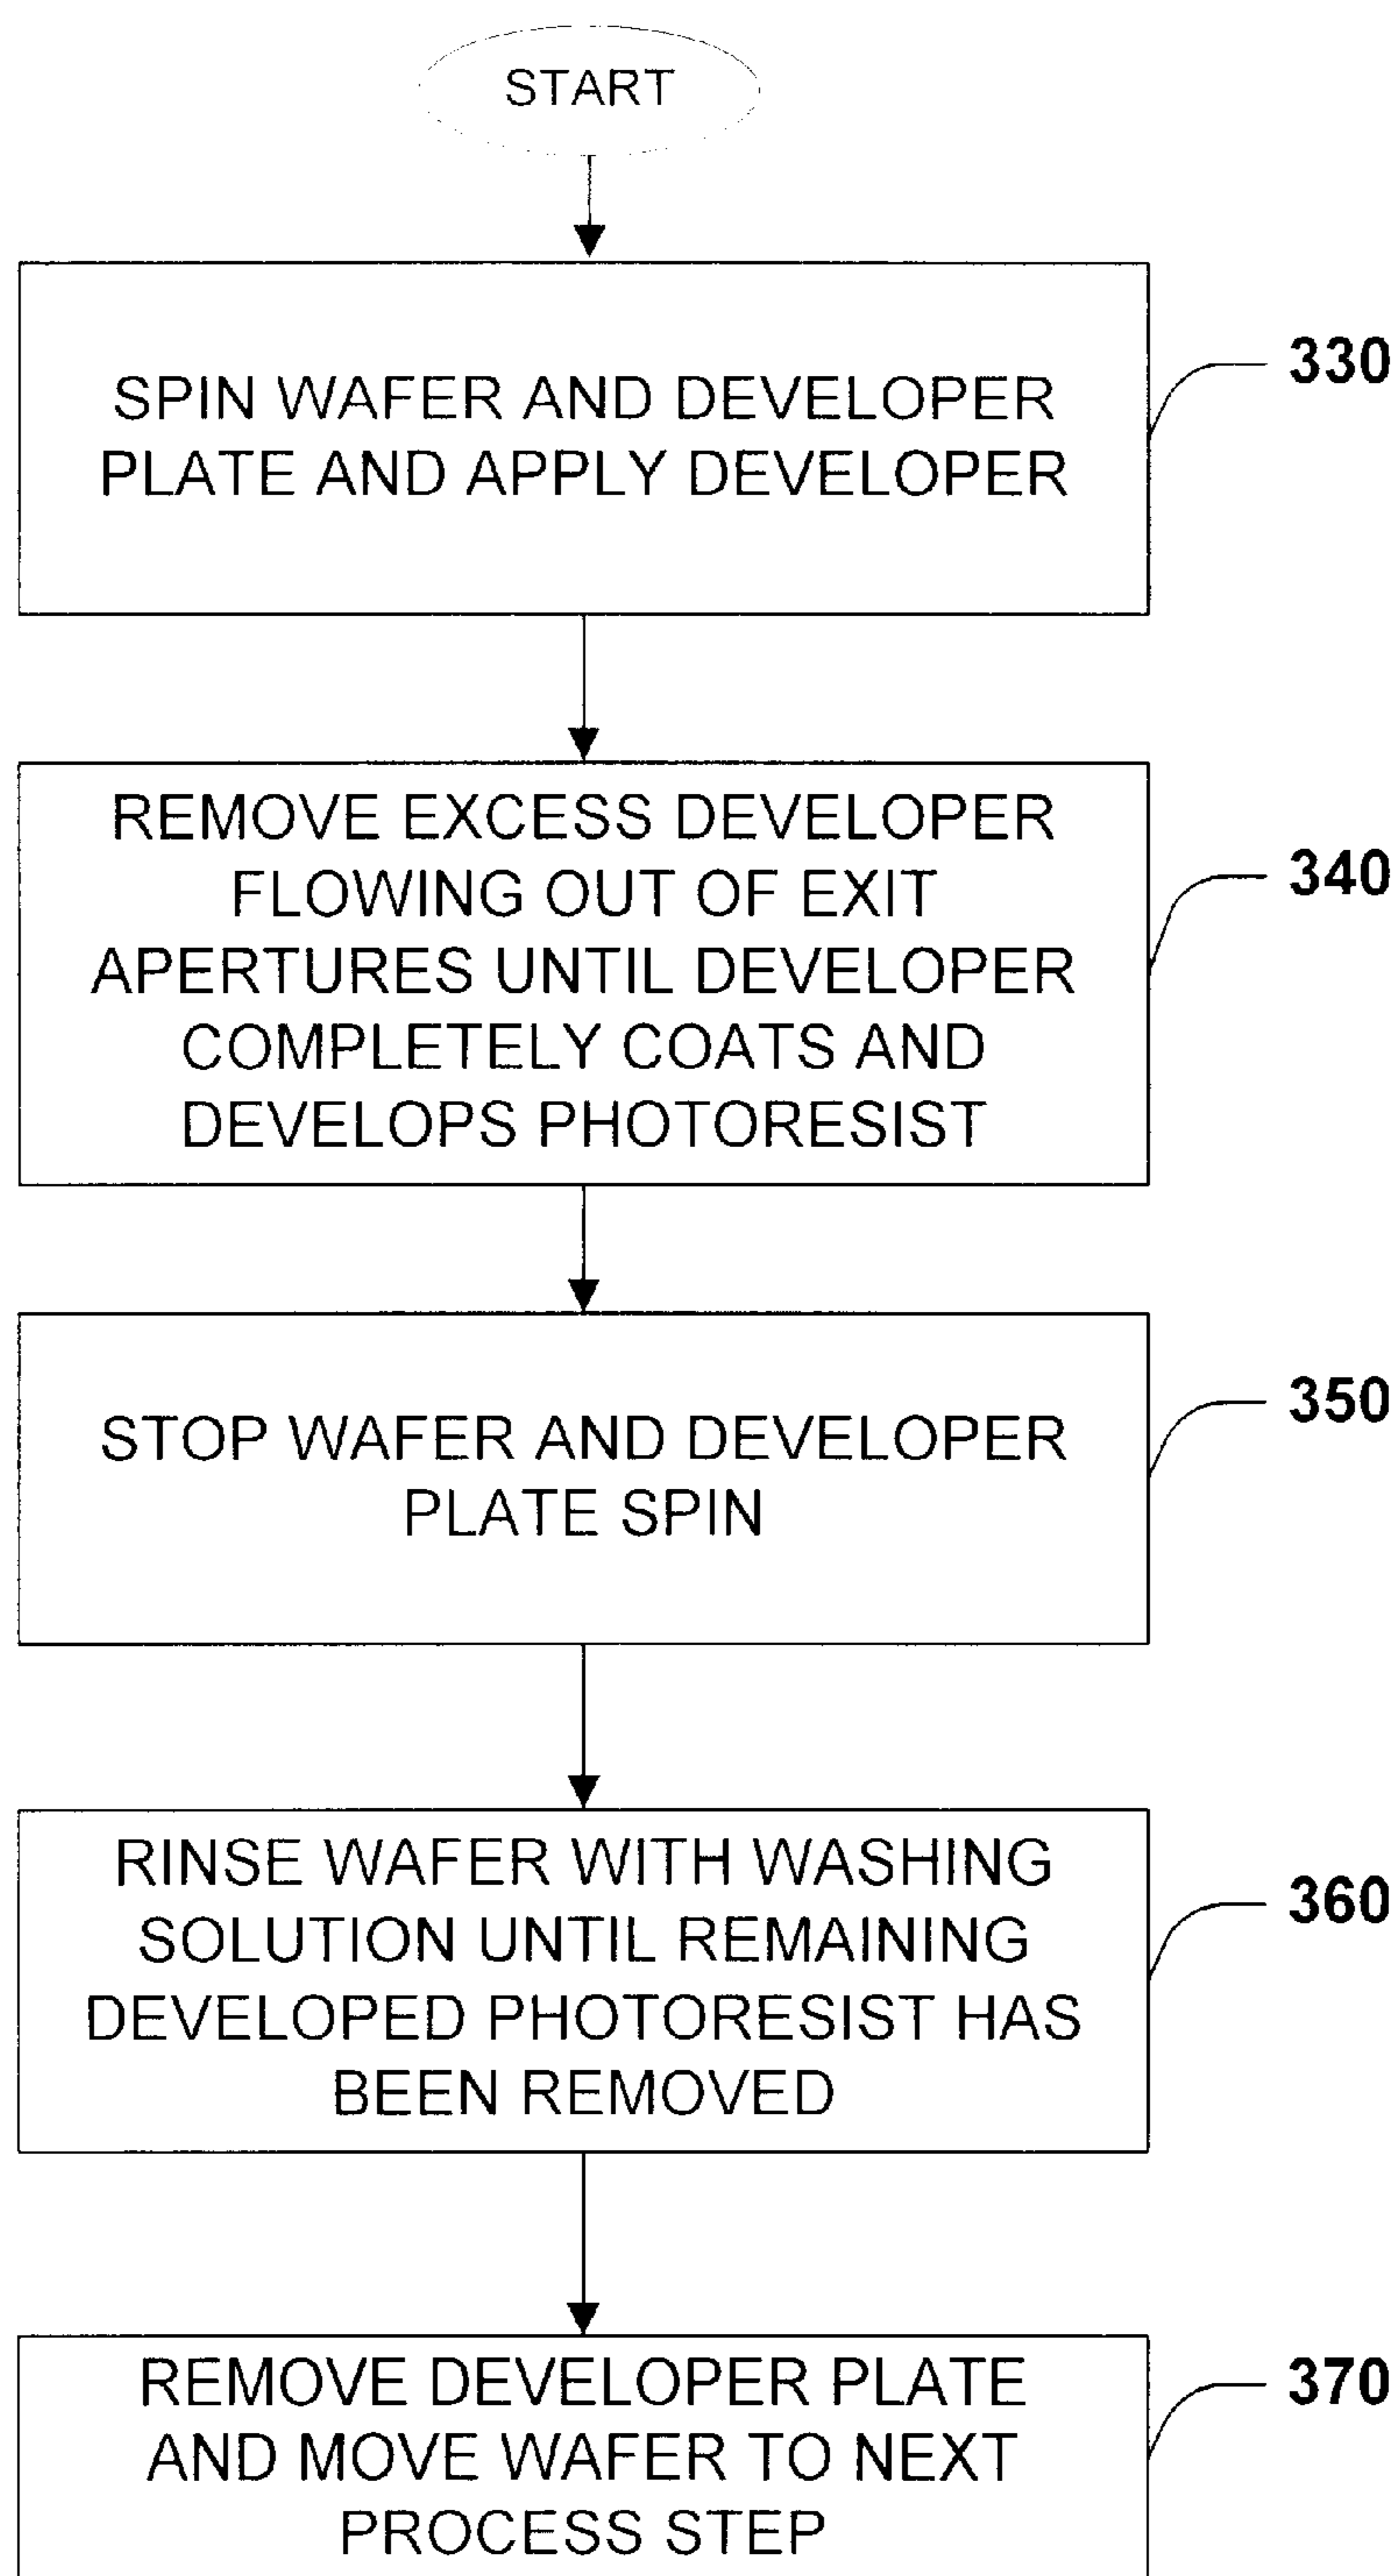 START
SPIN WAFER AND DEVELOPER
PLATE AND APPLY DEVELOPER
330
REMOVE EXCESS DEVELOPER
FLOWING OUT OF EXIT
APERTURES UNTIL DEVELOPER
COMPLETELY COATS AND
DEVELOPS PHOTORESIST
340
STOP WAFER AND DEVELOPER
PLATE SPIN
350
RINSE WAFER WITH WASHING
SOLUTION UNTIL REMAINING
DEVELOPED PHOTORESIST HAS
BEEN REMOVED
360
REMOVE DEVELOPER PLATE
AND MOVE WAFER TO NEXT
PROCESS STEP
370